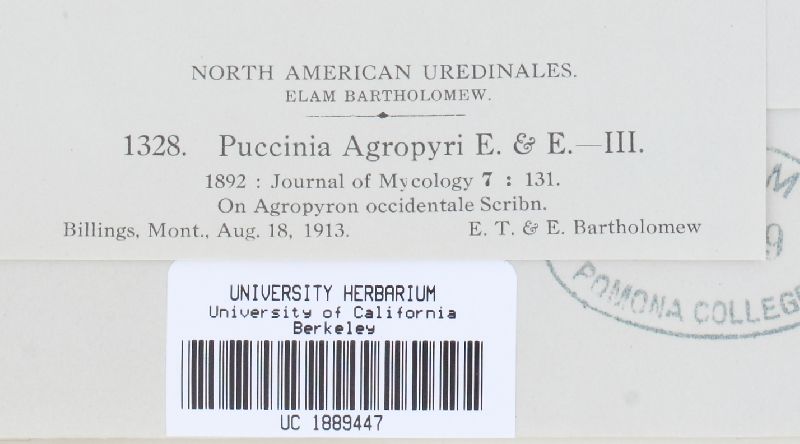 NORTH AMERICAN UREDINALES.
ELAM BARTHOLOMEW.
1328. Puccinia Agropyri E. & E.—III.
1892 : Journal of Mycology 7 : 131.
On Agropyron occidentale Scribn.
Billings, Mont., Aug. 18, 1913. E. T. & E. Bartholomew
UNIVERSITY HERBARIUM
University of California
Berkeley
UC 1889447
M
9
POMONA COLLEGE